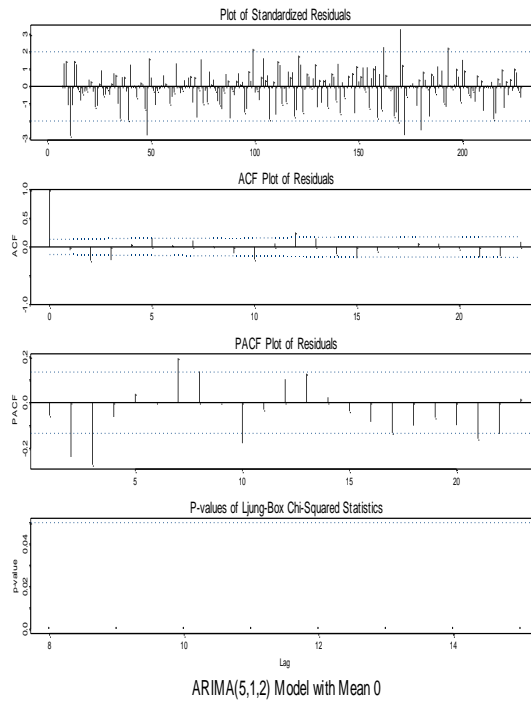 Plot of Standardized Residuals
3
2
1
0
-1
-3
0 50 100 150 200
ACF Plot of Residuals
ACF
1.0
0.5
0.0
-1.0
0 5 10 15 20
PACF Plot of Residuals
PACF
0.2
0.0
-0.2
5 10 15 20
P-values of Ljung-Box Chi-Squared Statistics
p-value
0.04
0.02
0.0
8 10 12 14
Lag
ARIMA(5,1,2) Model with Mean 0